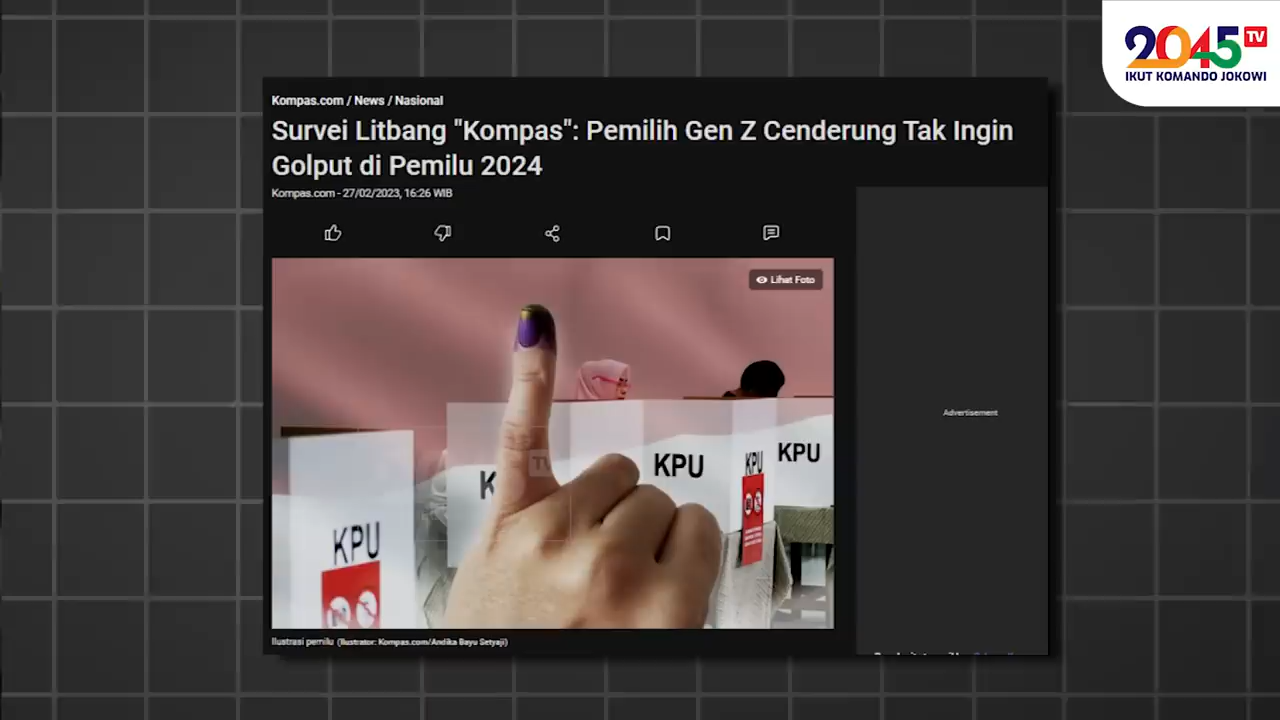 2045 TV
IKUT KOMANDO JOKOWI
Kompas.com / News / Nasional
Survei Litbang "Kompas": Pemilih Gen Z Cenderung Tak Ingin
Golput di Pemilu 2024
Kompas.com - 27/02/2023, 16:26 WIB
Lihat Foto
Advertisement
KPU
KPU
KPU
K
TV
KPU
Ilustrasi pemilu (Ilustrator: Kompas.com/Andika Bayu Setyaji)